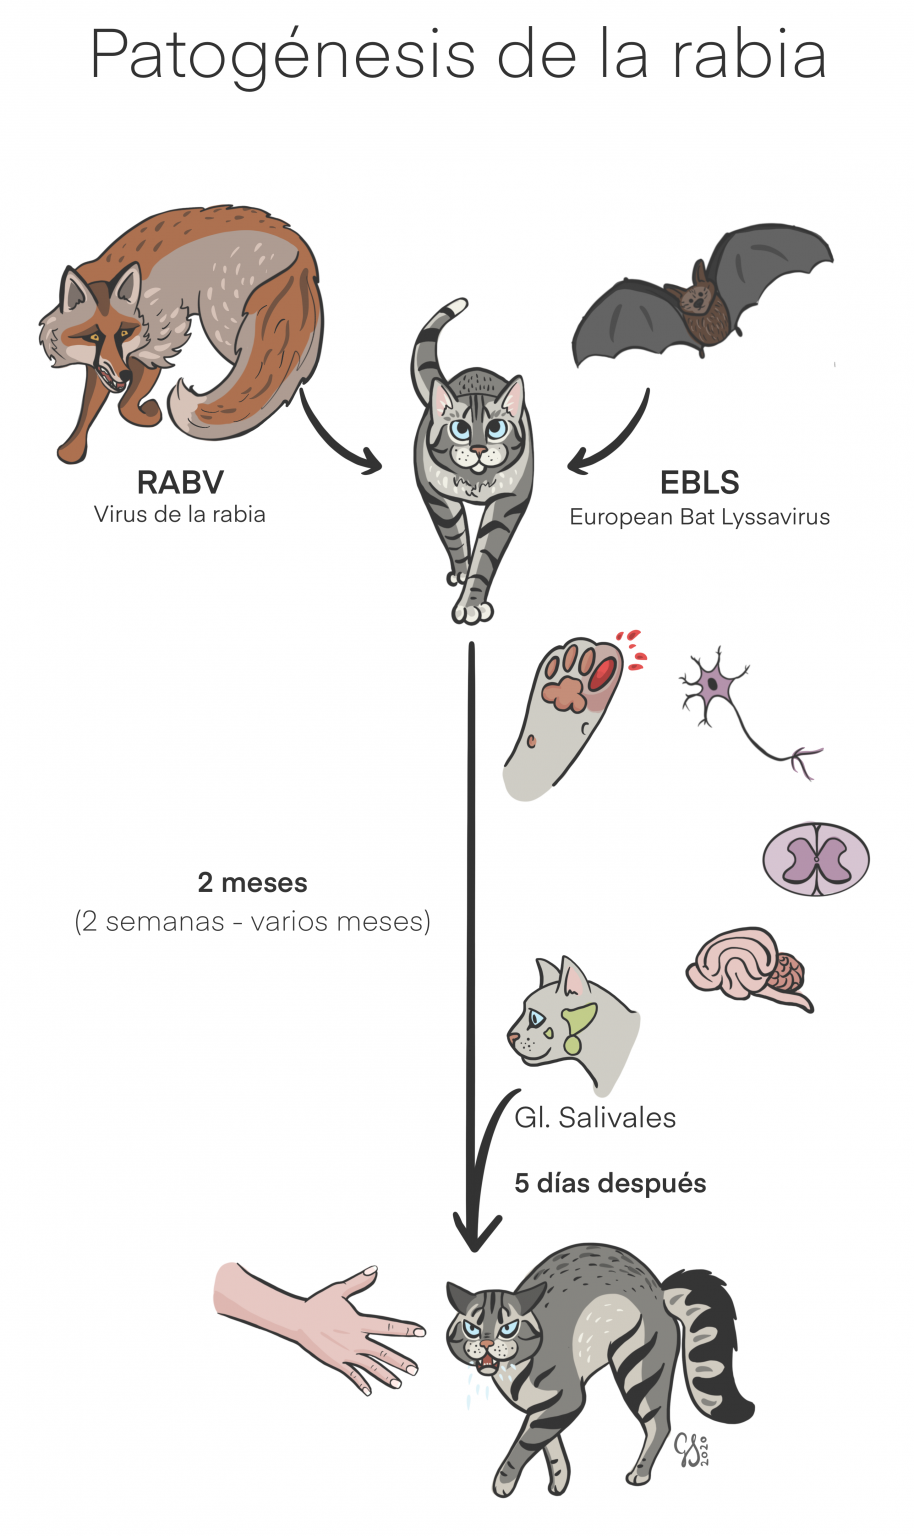 Patogénesis de la rabia
RABV
Virus de la rabia
EBLS
European Bat Lyssavirus
2 meses
(2 semanas - varios meses)
Gl. Salivales
5 días después
GS
2020